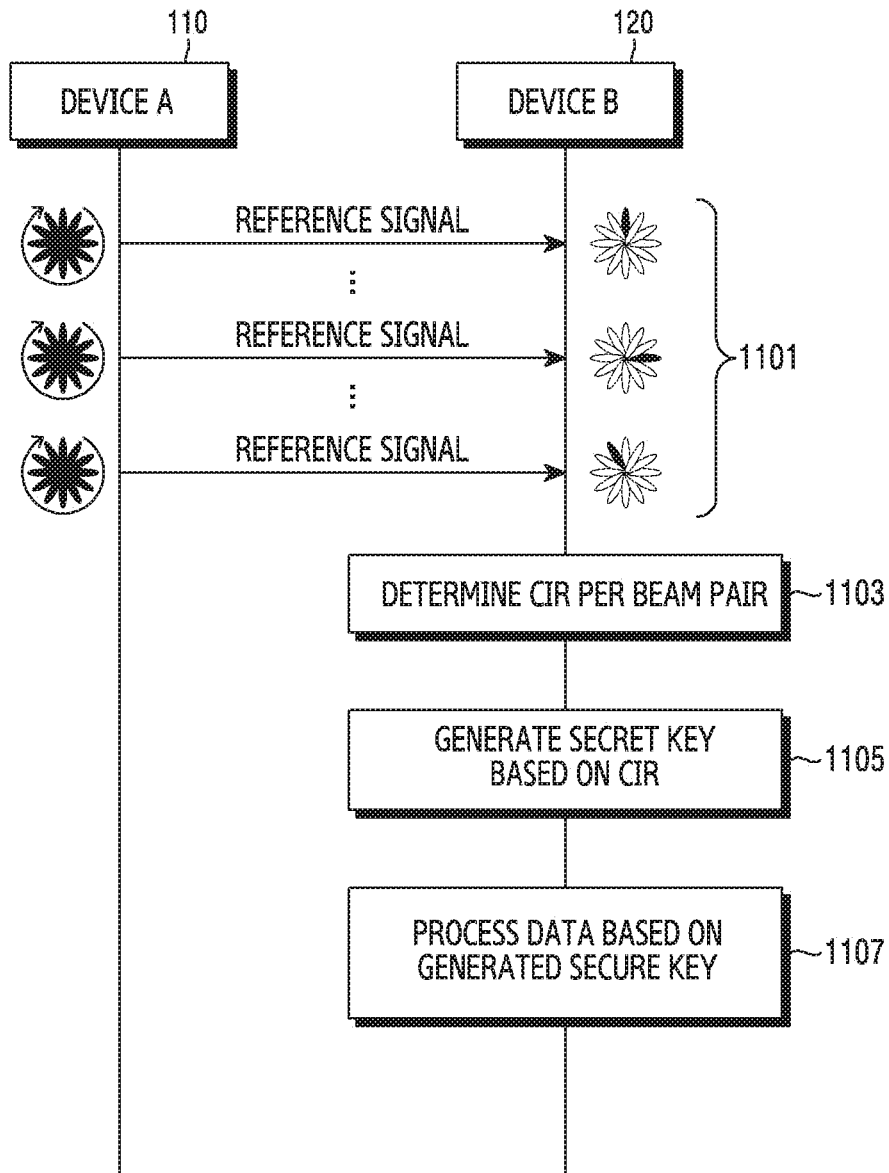 110
120
DEVICE A
DEVICE B
REFERENCE SIGNAL
...
REFERENCE SIGNAL
...
REFERENCE SIGNAL
1101
DETERMINE CIR PER BEAM PAIR
1103
GENERATE SECRET KEY
BASED ON CIR
1105
PROCESS DATA BASED ON
GENERATED SECURE KEY
1107